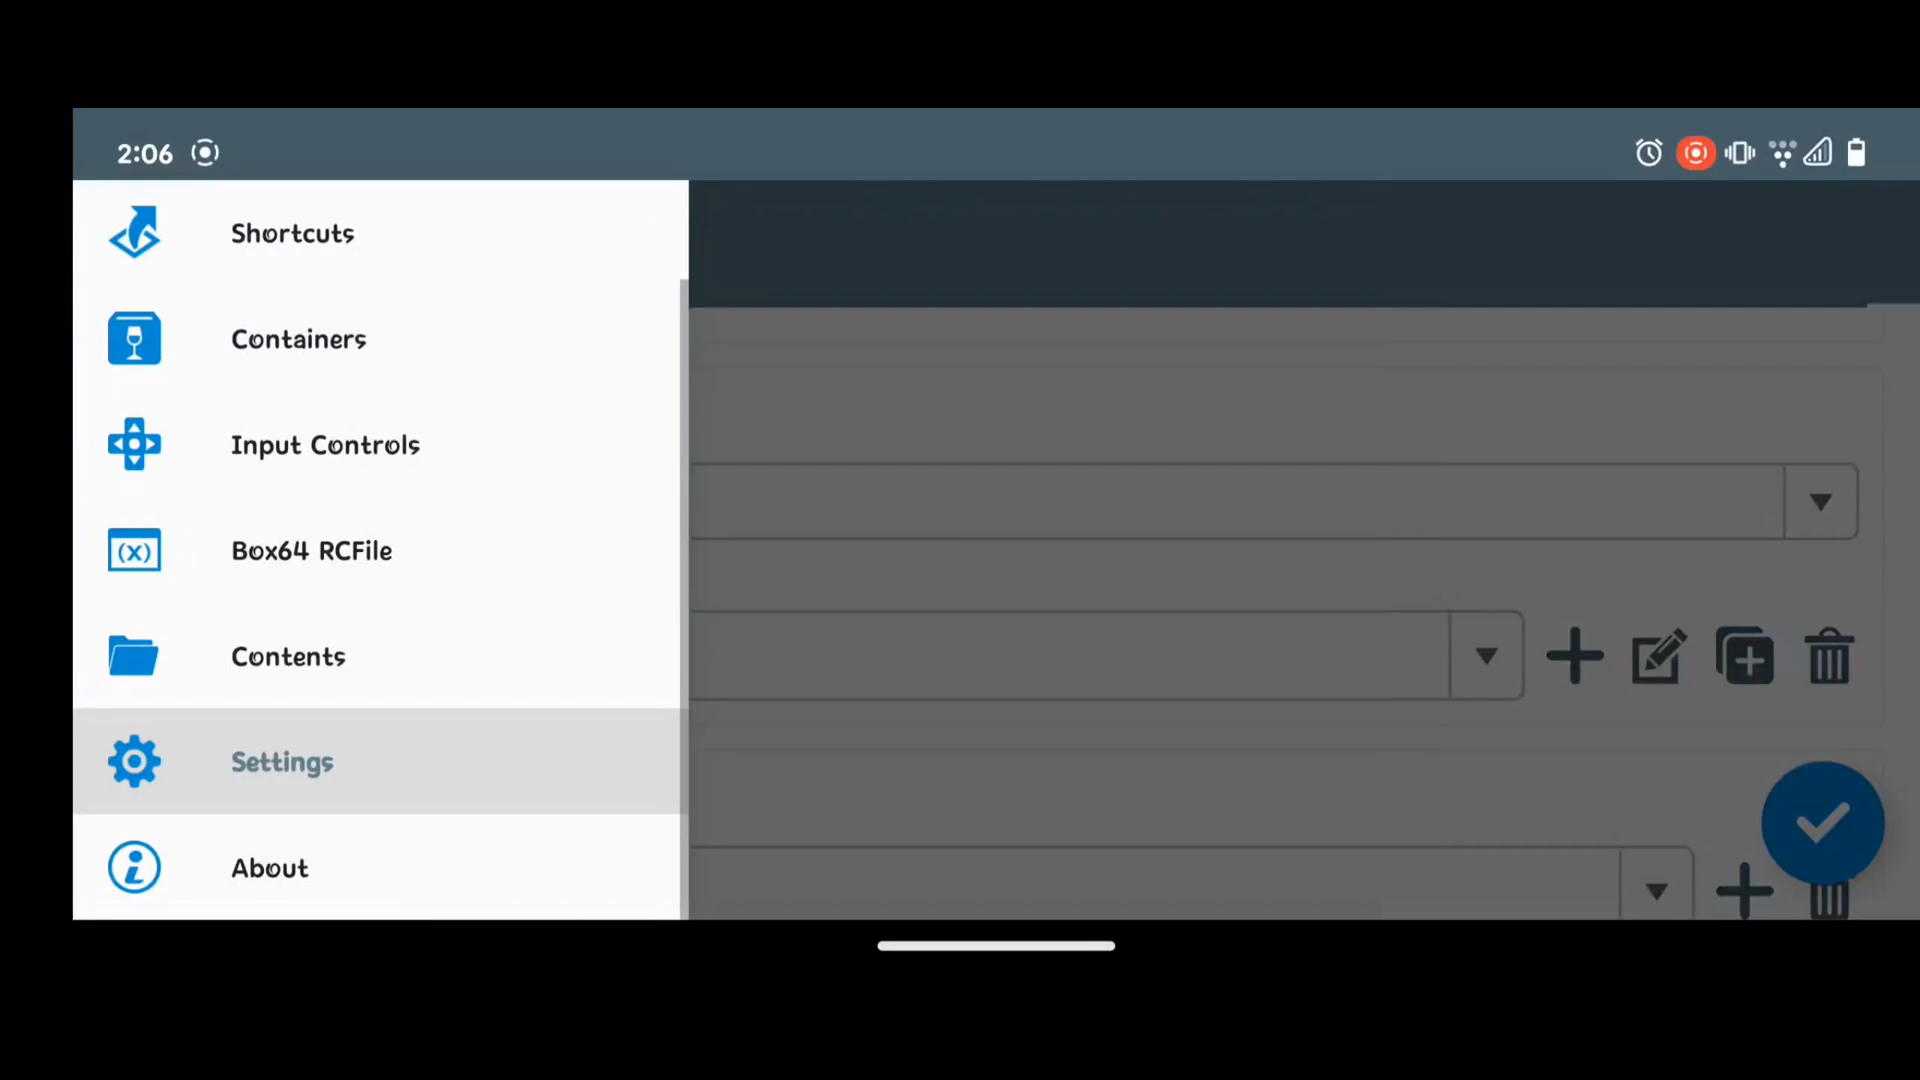 2:06
Shortcuts
Containers
Input Controls
(x)
Box64 RCFile
Contents
Settings
About